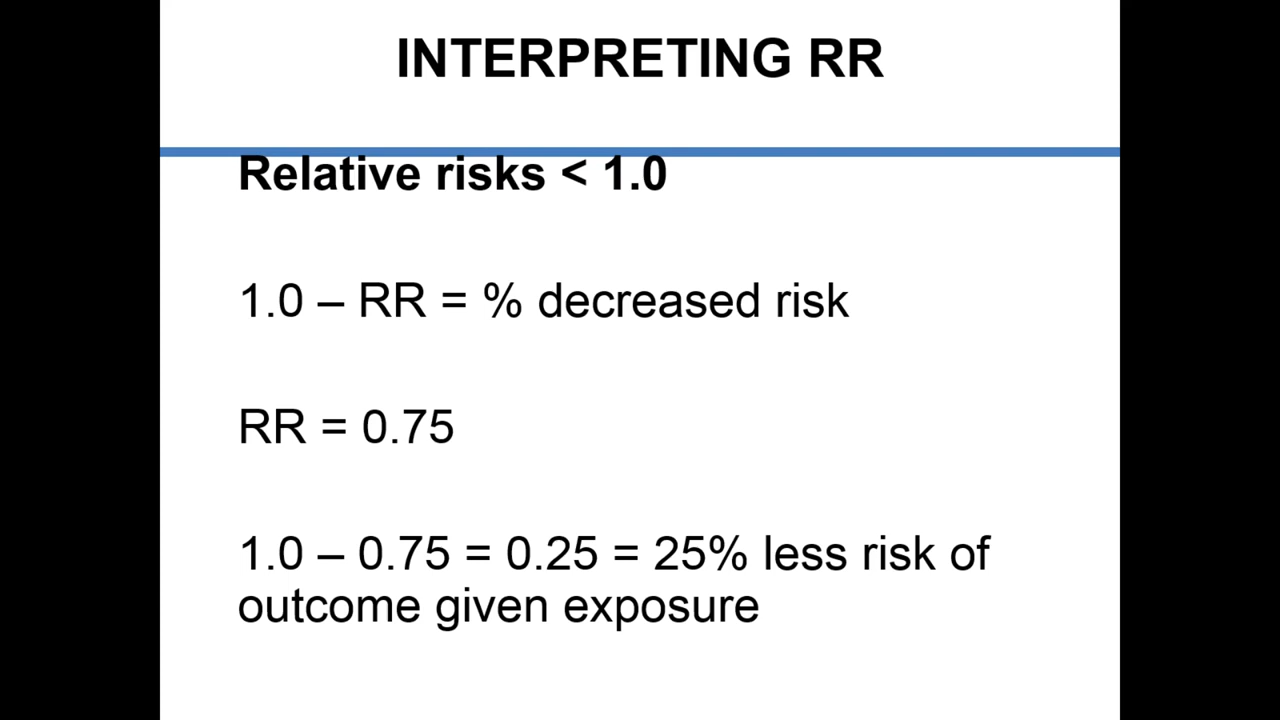 INTERPRETING RR
Relative risks < 1.0
1.0 – RR = % decreased risk
RR = 0.75
1.0 – 0.75 = 0.25 = 25% less risk of
outcome given exposure